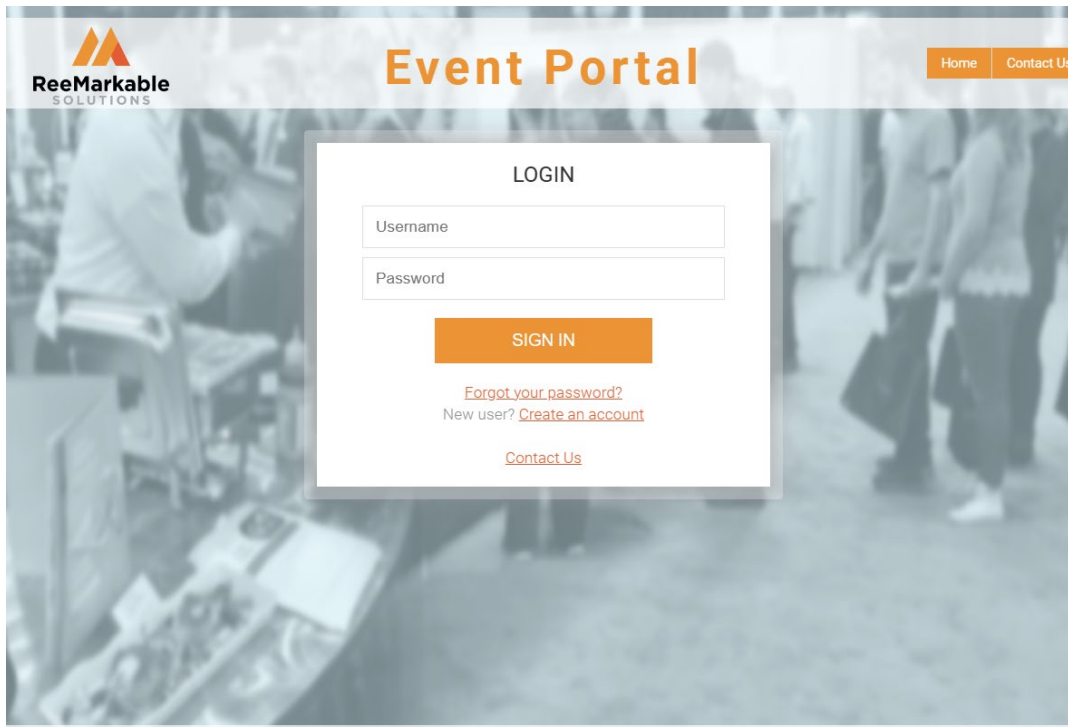 ReeMarkable
SOLUTIONS
Event Portal
Home
Contact Us
LOGIN
Username
Password
SIGN IN
Forgot your password?
New user? Create an account
Contact Us